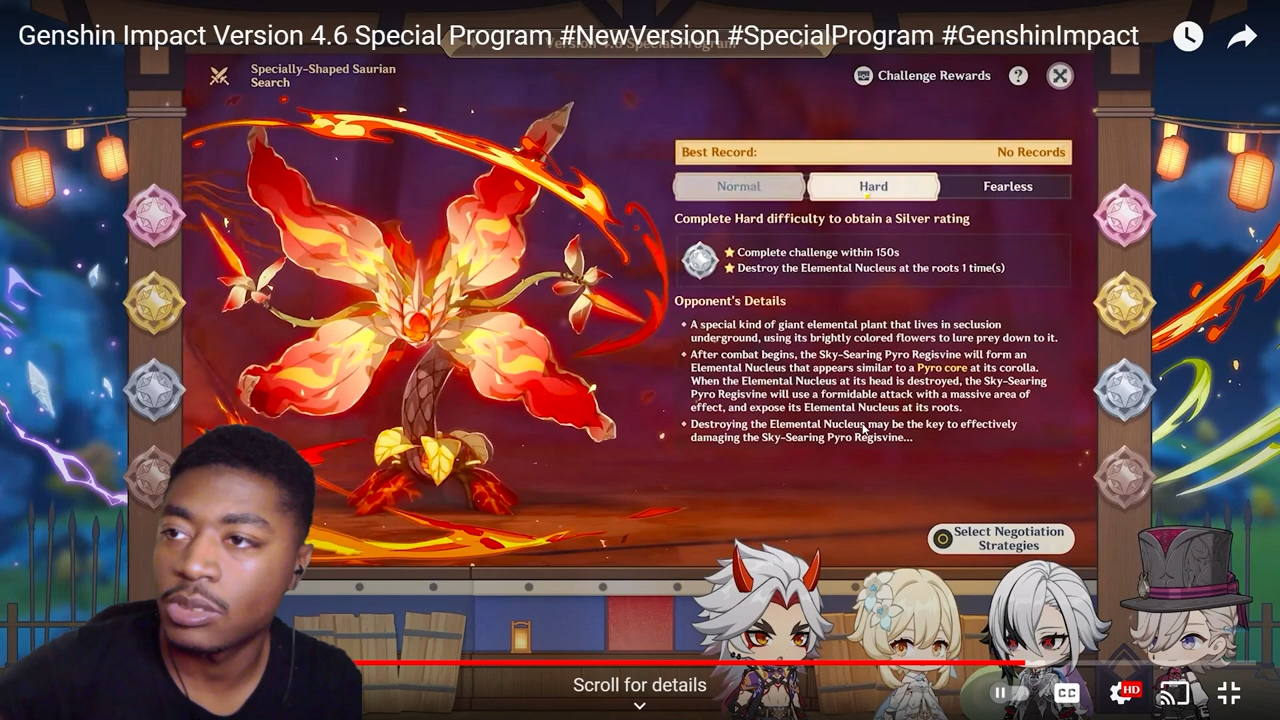 Genshin Impact Version 4.6 Special Program #NewVersion #SpecialProgram #GenshinImpact
Specially-Shaped Saurian
Search
Challenge Rewards
?
Best Record:
No Records
Normal
Hard
Fearless
Complete Hard difficulty to obtain a Silver rating
Complete challenge within 150s
Destroy the Elemental Nucleus at the roots 1 time(s)
Opponent's Details
A special kind of giant elemental plant that lives in seclusion
underground, using its brightly colored flowers to lure prey down to it.
After combat begins, the Sky-Searing Pyro Regisvine will form an
Elemental Nucleus that appears similar to a Pyro core at its corolla.
When the Elemental Nucleus at its head is destroyed, the Sky-Searing
Pyro Regisvine will use a formidable attack with a massive area of
effect, and expose its Elemental Nucleus at its roots.
Destroying the Elemental Nucleus may be the key to effectively
damaging the Sky-Searing Pyro Regisvine...
Select Negotiation
Strategies
Scroll for details
CC
HD